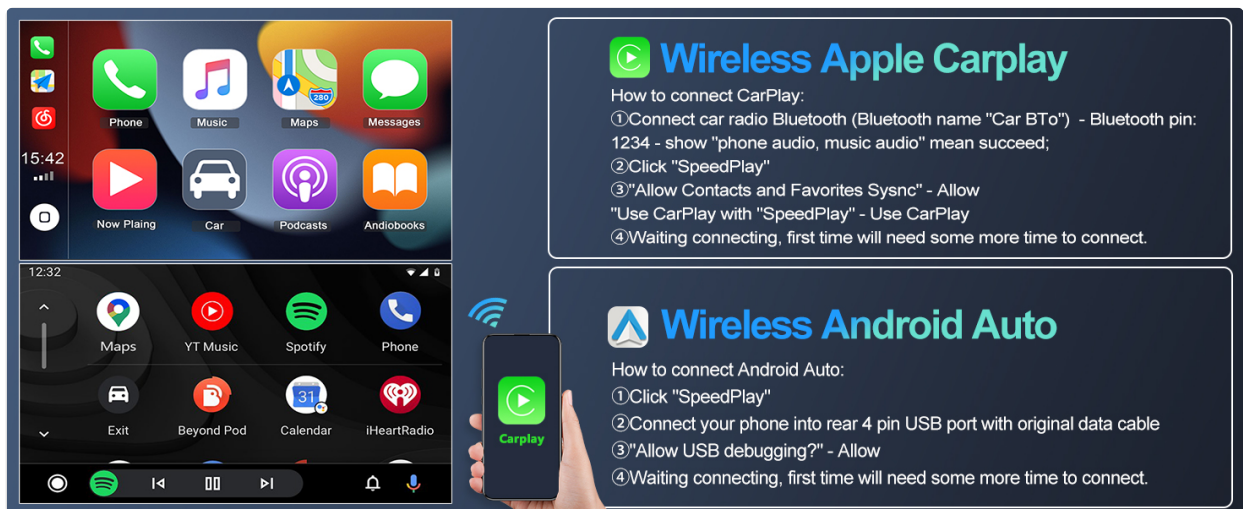 Phone
Music
280
Maps
Messages
15:42
Now Plaing
Car
Podcasts
Andiobooks
12:32
Maps
YT Music
Spotify
Phone
31
Exit
Beyond Pod
Calendar
iHeartRadio
Carplay
Wireless Apple Carplay
How to connect CarPlay:
①Connect car radio Bluetooth (Bluetooth name "Car BTo") - Bluetooth pin:
1234 - show "phone audio, music audio" mean succeed;
②Click "SpeedPlay"
③"Allow Contacts and Favorites Sysnc" - Allow
"Use CarPlay with "SpeedPlay" - Use CarPlay
④Waiting connecting, first time will need some more time to connect.
Wireless Android Auto
How to connect Android Auto:
①Click "SpeedPlay"
②Connect your phone into rear 4 pin USB port with original data cable
③"Allow USB debugging?" - Allow
④Waiting connecting, first time will need some more time to connect.